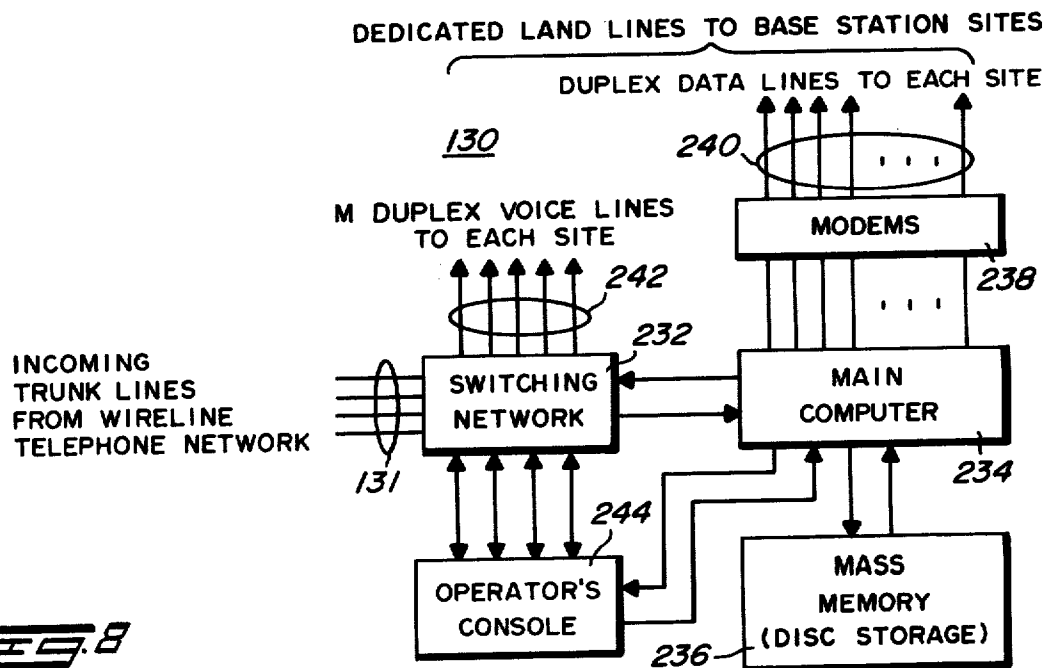 DEDICATED LAND LINES TO BASE STATION SITES
DUPLEX DATA LINES TO EACH SITE
130
240
M DUPLEX VOICE LINES
TO EACH SITE
MODEMS
238
242
232
INCOMING
TRUNK LINES
FROM WIRELINE
TELEPHONE NETWORK
131
SWITCHING
NETWORK
MAIN
COMPUTER
234
244
OPERATOR'S
CONSOLE
MASS
MEMORY
(DISC STORAGE)
236
FIG. 8